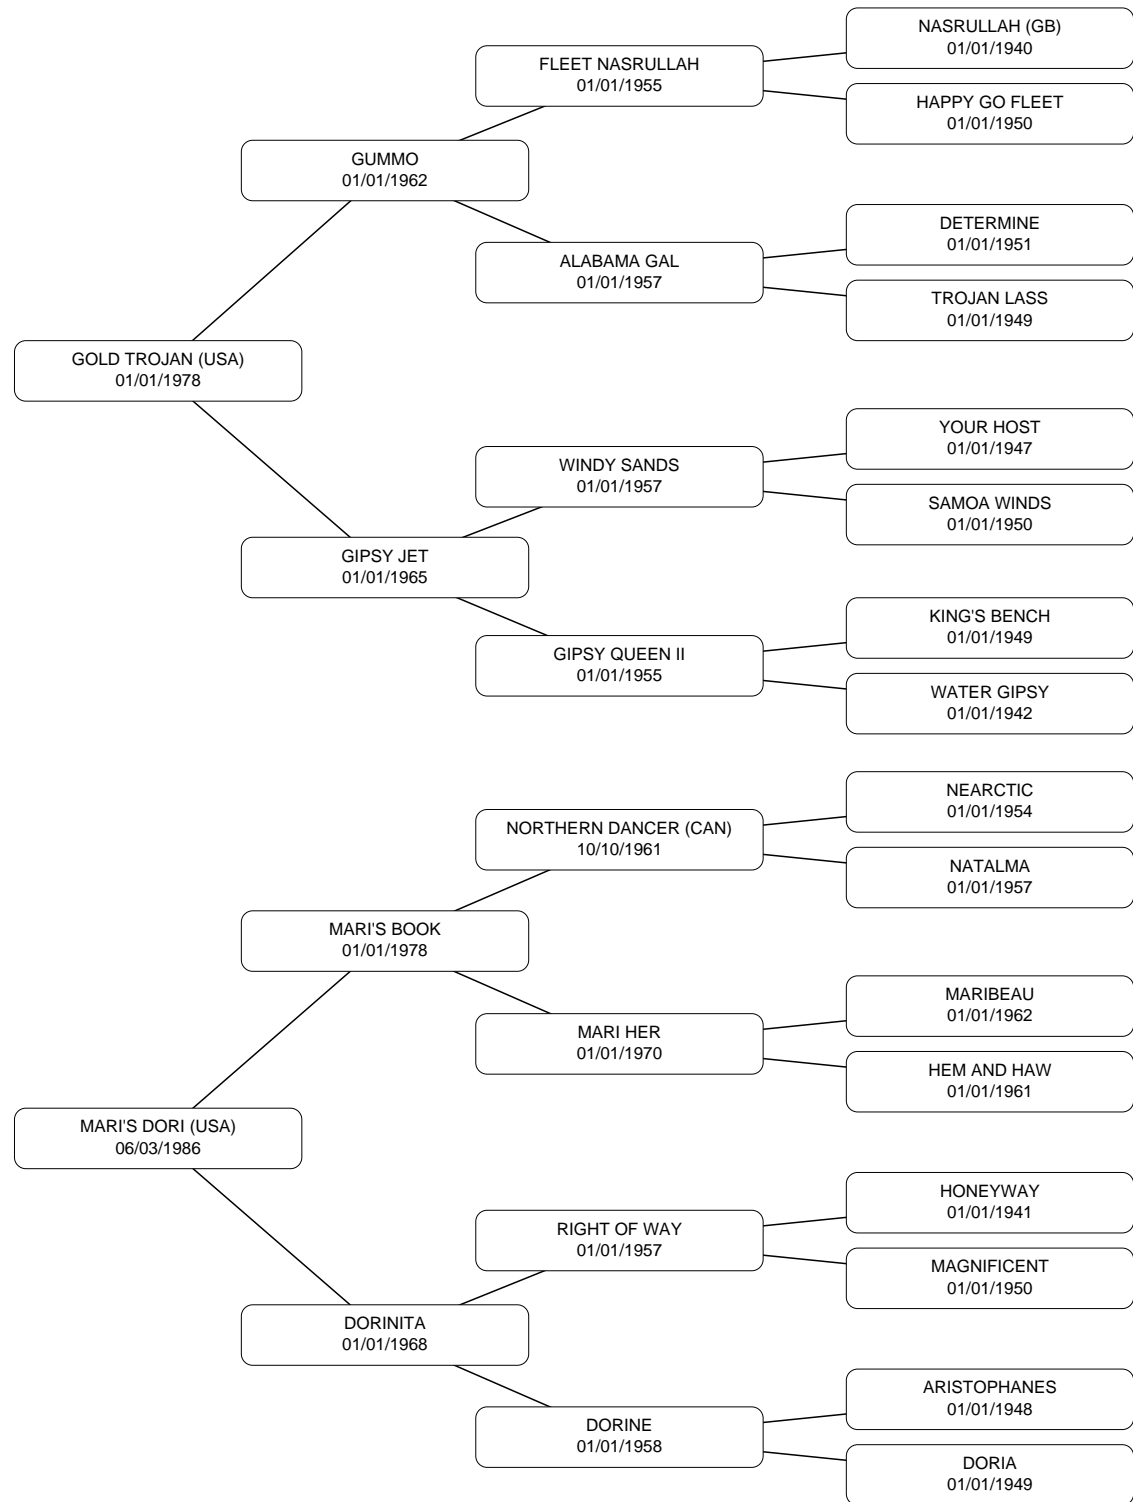 NASRULLAH (GB)
01/01/1940
FLEET NASRULLAH
01/01/1955
HAPPY GO FLEET
01/01/1950
GUMMO
01/01/1962
DETERMINE
01/01/1951
ALABAMA GAL
01/01/1957
TROJAN LASS
01/01/1949
GOLD TROJAN (USA)
01/01/1978
YOUR HOST
01/01/1947
WINDY SANDS
01/01/1957
SAMOA WINDS
01/01/1950
GIPSY JET
01/01/1965
KING'S BENCH
01/01/1949
GIPSY QUEEN II
01/01/1955
WATER GIPSY
01/01/1942
NEARCTIC
01/01/1954
NORTHERN DANCER (CAN)
10/10/1961
NATALMA
01/01/1957
MARI'S BOOK
01/01/1978
MARIBEAU
01/01/1962
MARI HER
01/01/1970
HEM AND HAW
01/01/1961
MARI'S DORI (USA)
06/03/1986
HONEYWAY
01/01/1941
RIGHT OF WAY
01/01/1957
MAGNIFICENT
01/01/1950
DORINITA
01/01/1968
ARISTOPHANES
01/01/1948
DORINE
01/01/1958
DORIA
01/01/1949